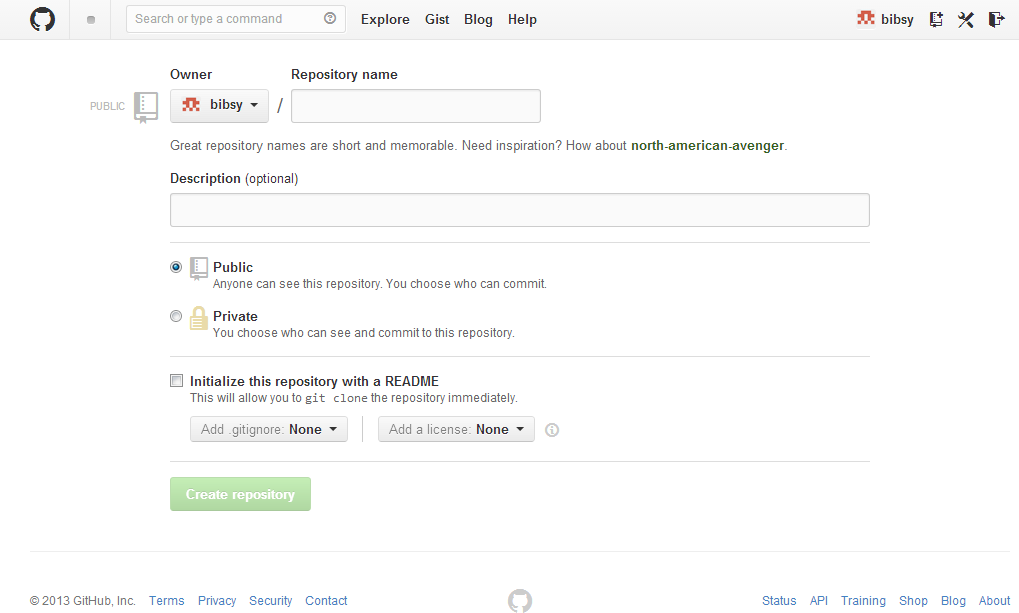 Search or type a command Explore Gist Blog Help bibsy
Owner Repository name
PUBLIC bibsy /
Great repository names are short and memorable. Need inspiration? How about north-american-avenger.
Description (optional)
Public
Anyone can see this repository. You choose who can commit.
Private
You choose who can see and commit to this repository.
Initialize this repository with a README
This will allow you to git clone the repository immediately.
Add .gitignore: None Add a license: None
Create repository
© 2013 GitHub, Inc. Terms Privacy Security Contact Status API Training Shop Blog About